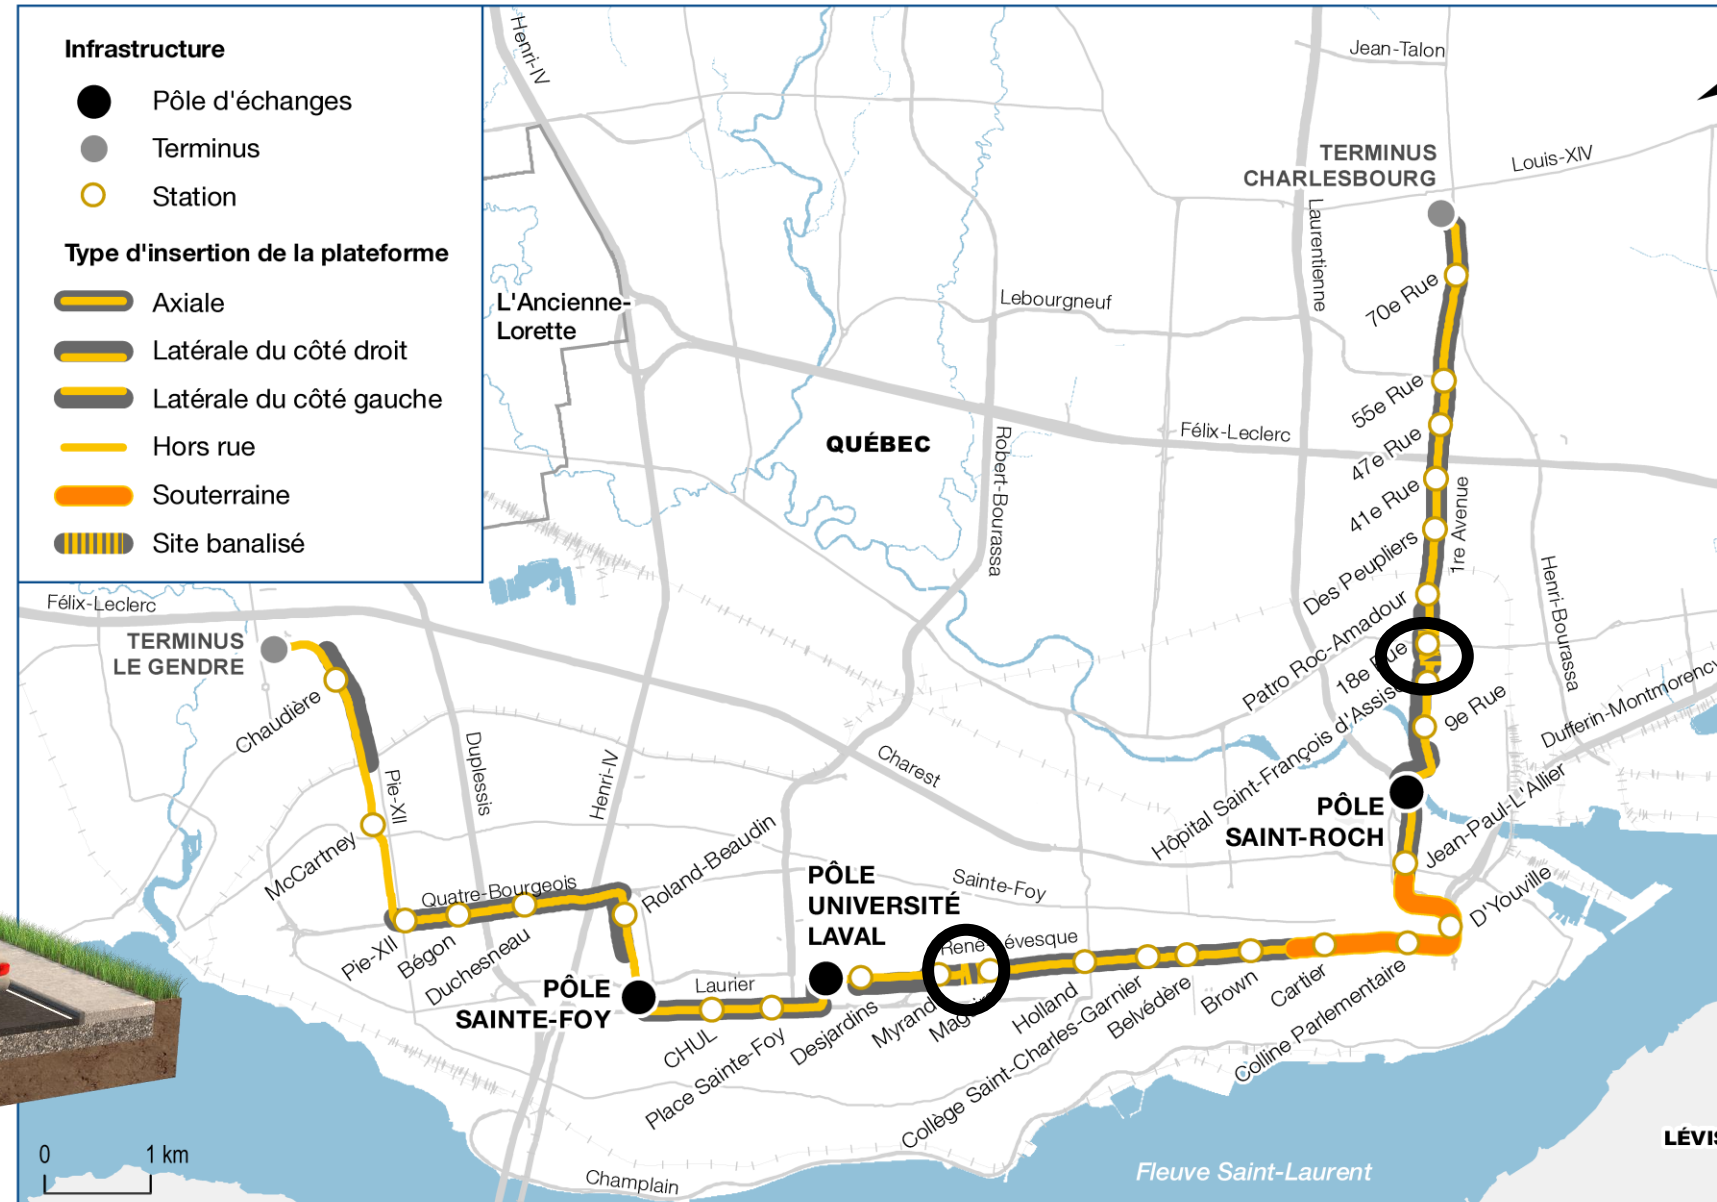 Infrastructure
Pôle d'échanges
Terminus
Station
Type d'insertion de la plateforme
Axiale
Latérale du côté droit
Latérale du côté gauche
Hors rue
Souterraine
Site banalisé
Henri-IV
Jean-Talon
TERMINUS
CHARLESBOURG
Louis-XIV
Laurentienne
L'Ancienne-
Lorette
Lebourgneuf
70e Rue
55e Rue
QUÉBEC
Félix-Leclerc
47e Rue
Robert-Bourassa
41e Rue
1re Avenue
Des Peupliers
Henri-Bourassa
Félix-Leclerc
Patro Roc-Amadour
TERMINUS
LE GENDRE
18e Rue
Hôpital Saint-François d'Assise
9e Rue
Dufferin-Montmorency
Chaudière
Duplessis
Henri-IV
Charest
Pie-XII
PÔLE
SAINT-ROCH
Jean-Paul-L'Allier
McCartney
Quatre-Bourgeois
Roland-Beaudin
PÔLE
UNIVERSITÉ
LAVAL
Sainte-Foy
D'Youville
René-Lévesque
Pie-XII
Bégon
Duchesneau
PÔLE
SAINTE-FOY
Laurier
CHUL
Place Sainte-Foy
Desjardins
Myrand
Maguire
Holland
Collège Saint-Charles-Garnier
Belvédère
Brown
Cartier
Colline Parlementaire
0 1 km
Champlain
Fleuve Saint-Laurent
LÉVIS